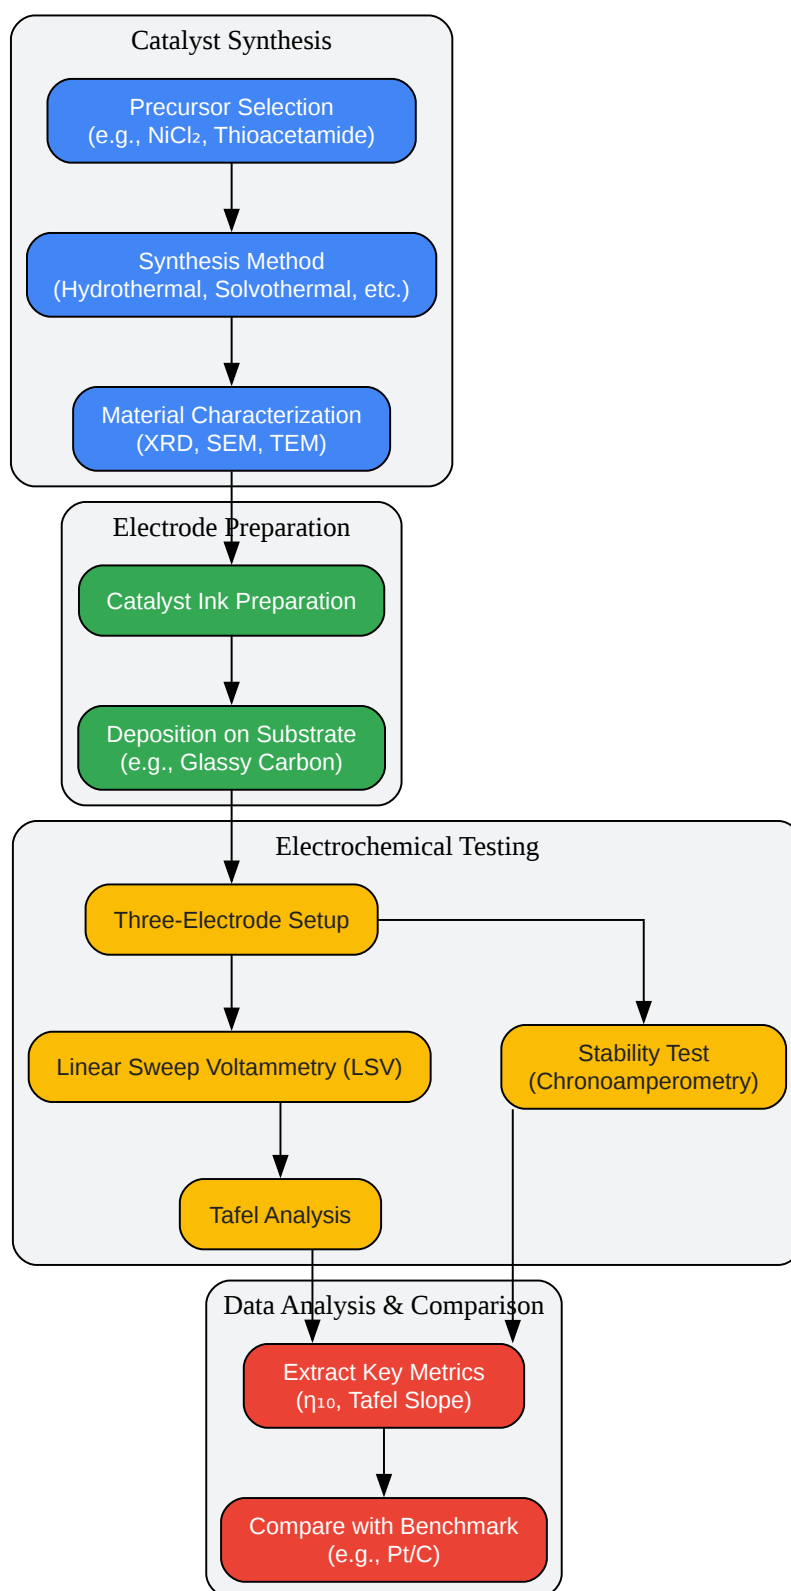 Catalyst Synthesis
Precursor Selection
(e.g., NiCl₂, Thioacetamide)
Synthesis Method
(Hydrothermal, Solvothermal, etc.)
Material Characterization
(XRD, SEM, TEM)
Electrode Preparation
Catalyst Ink Preparation
Deposition on Substrate
(e.g., Glassy Carbon)
Electrochemical Testing
Three-Electrode Setup
Linear Sweep Voltammetry (LSV)
Stability Test
(Chronoamperometry)
Tafel Analysis
Data Analysis & Comparison
Extract Key Metrics
(η₁₀, Tafel Slope)
Compare with Benchmark
(e.g., Pt/C)